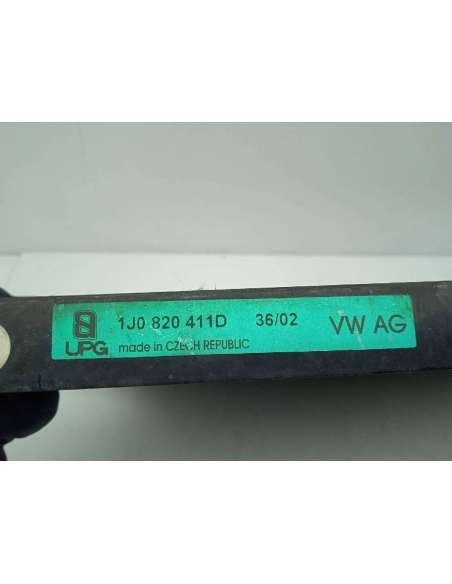 1J0 820 411D 36/02 VW AG
UPG made in CZECH REPUBLIC